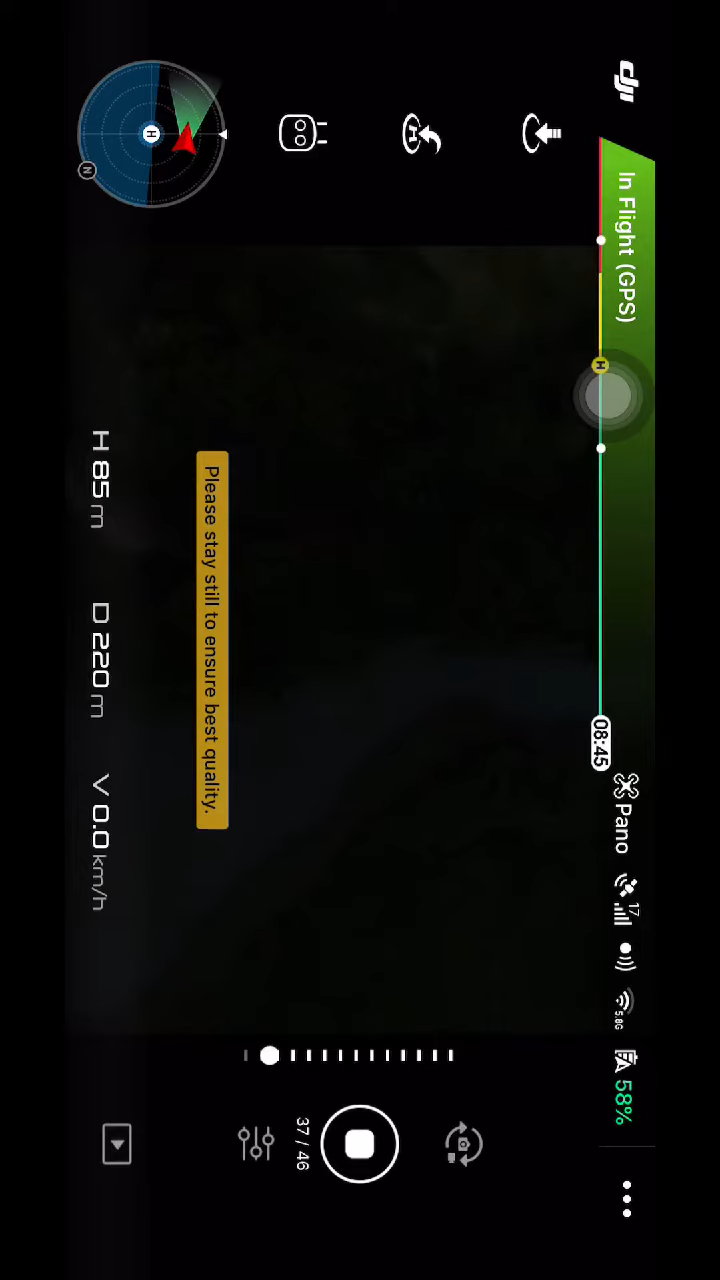 dji
In Flight (GPS)
Pano
17
5.8G
58%
H
08:45
Please stay still to ensure best quality.
37 / 46
H
N
H 85 m
D 220 m
V 0.0 km/h